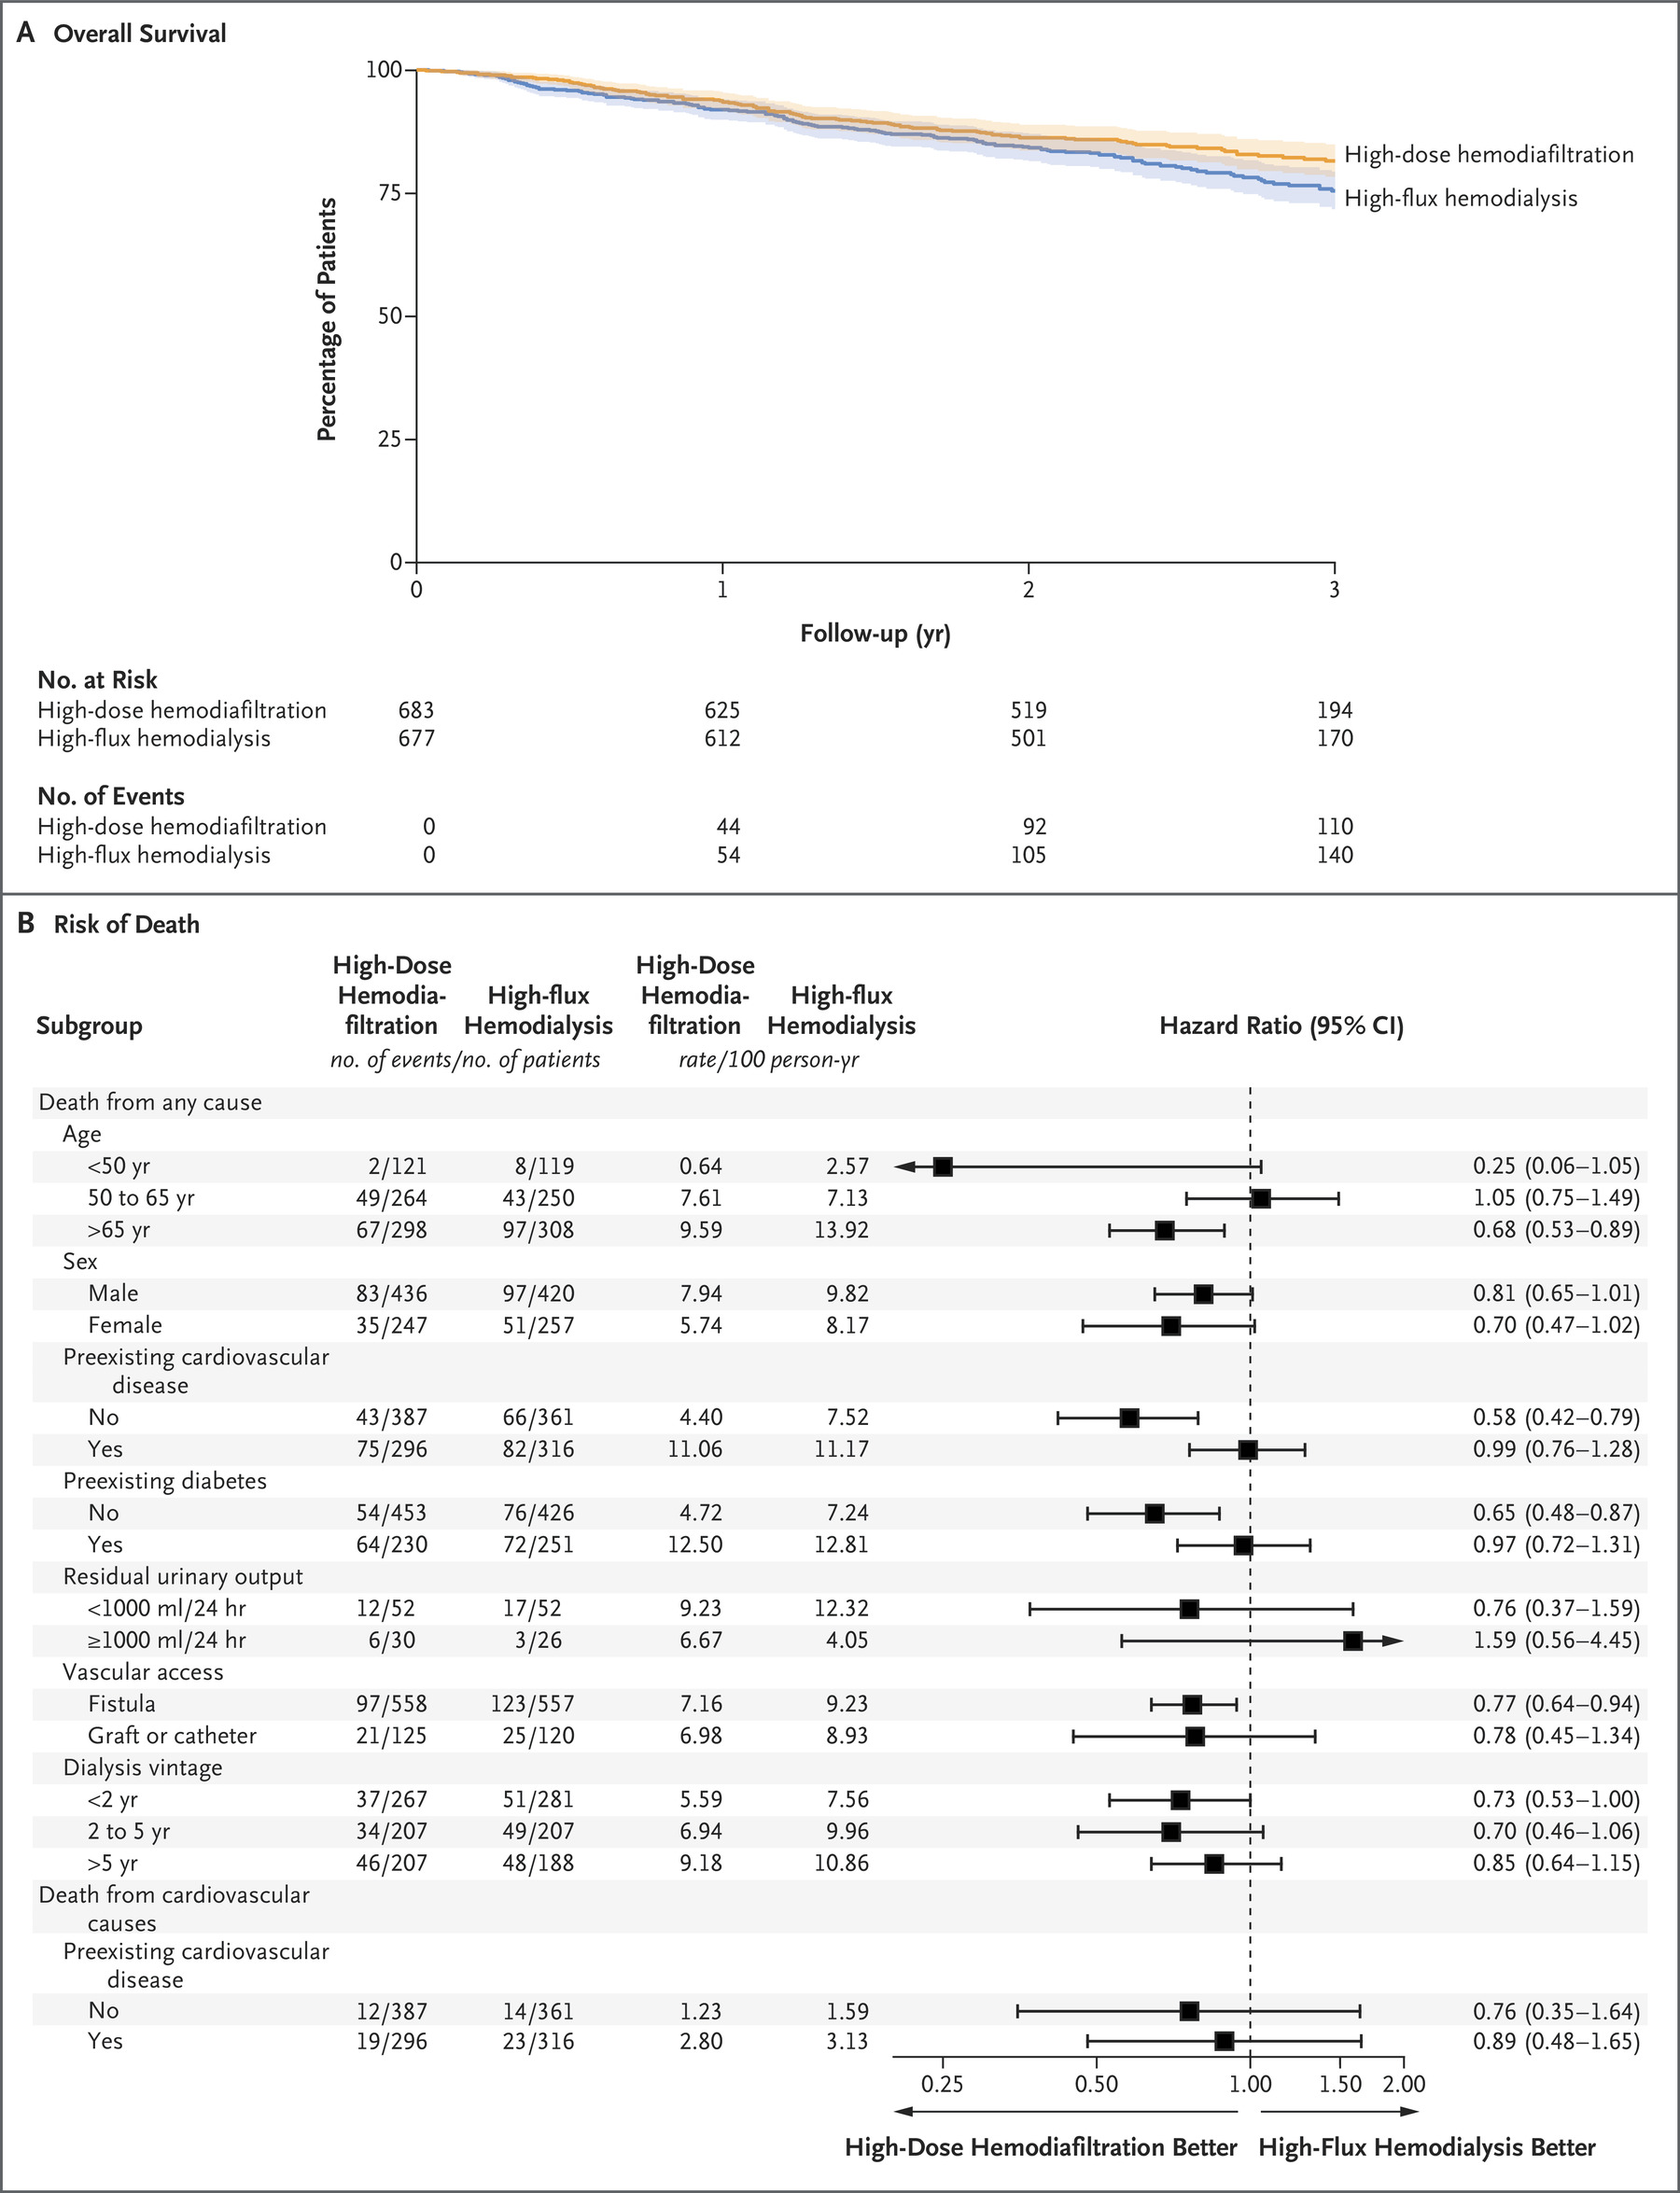 A Overall Survival
100
75
50
25
0
Percentage of Patients
High-dose hemodiafiltration
High-flux hemodialysis
0 1 2 3
Follow-up (yr)
No. at Risk
High-dose hemodiafiltration 683 625 519 194
High-flux hemodialysis 677 612 501 170
No. of Events
High-dose hemodiafiltration 0 44 92 110
High-flux hemodialysis 0 54 105 140
B Risk of Death
High-Dose High-Dose
Hemodia- High-flux Hemodia- High-flux
Subgroup filtration Hemodialysis filtration Hemodialysis Hazard Ratio (95% CI)
no. of events/no. of patients rate/100 person-yr
Death from any cause
Age
<50 yr 2/121 8/119 0.64 2.57 0.25 (0.06–1.05)
50 to 65 yr 49/264 43/250 7.61 7.13 1.05 (0.75–1.49)
>65 yr 67/298 97/308 9.59 13.92 0.68 (0.53–0.89)
Sex
Male 83/436 97/420 7.94 9.82 0.81 (0.65–1.01)
Female 35/247 51/257 5.74 8.17 0.70 (0.47–1.02)
Preexisting cardiovascular
disease
No 43/387 66/361 4.40 7.52 0.58 (0.42–0.79)
Yes 75/296 82/316 11.06 11.17 0.99 (0.76–1.28)
Preexisting diabetes
No 54/453 76/426 4.72 7.24 0.65 (0.48–0.87)
Yes 64/230 72/251 12.50 12.81 0.97 (0.72–1.31)
Residual urinary output
<1000 ml/24 hr 12/52 17/52 9.23 12.32 0.76 (0.37–1.59)
≥1000 ml/24 hr 6/30 3/26 6.67 4.05 1.59 (0.56–4.45)
Vascular access
Fistula 97/558 123/557 7.16 9.23 0.77 (0.64–0.94)
Graft or catheter 21/125 25/120 6.98 8.93 0.78 (0.45–1.34)
Dialysis vintage
<2 yr 37/267 51/281 5.59 7.56 0.73 (0.53–1.00)
2 to 5 yr 34/207 49/207 6.94 9.96 0.70 (0.46–1.06)
>5 yr 46/207 48/188 9.18 10.86 0.85 (0.64–1.15)
Death from cardiovascular
causes
Preexisting cardiovascular
disease
No 12/387 14/361 1.23 1.59 0.76 (0.35–1.64)
Yes 19/296 23/316 2.80 3.13 0.89 (0.48–1.65)
0.25 0.50 1.00 1.50 2.00
High-Dose Hemodiafiltration Better High-Flux Hemodialysis Better